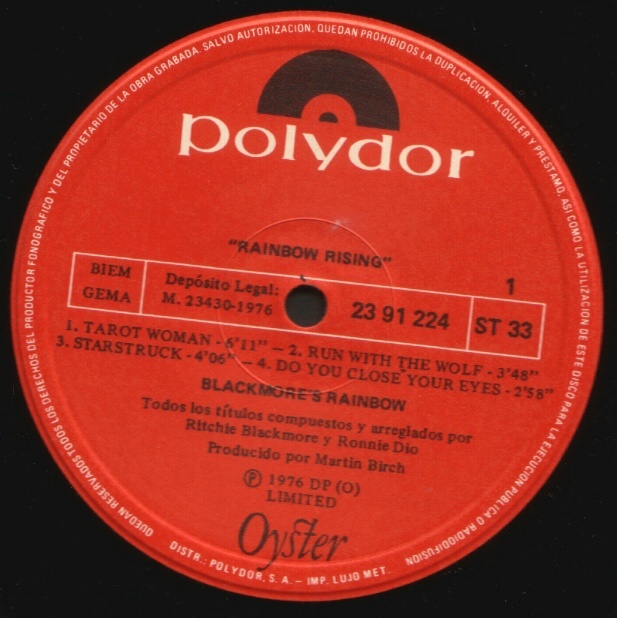 QUEDAN RESERVADOS TODOS LOS DERECHOS DEL PRODUCTOR FONOGRAFICO Y DEL PROPIETARIO DE LA OBRA GRABADA. SALVO AUTORIZACION, QUEDAN PROHIBIDOS LA DUPLICACION, ALQUILER Y PRESTAMO, ASI COMO LA UTILIZACION DE ESTE DISCO PARA LA EJECUCION PUBLICA O RADIODIFUSION
polydor
"RAINBOW RISING"
1
BIEM
GEMA
Depósito Legal:
M. 23430-1976
23 91 224
ST 33
1. TAROT WOMAN - 6'11" — 2. RUN WITH THE WOLF - 3'48"
3. STARSTRUCK - 4'06" — 4. DO YOU CLOSE YOUR EYES - 2'58"
BLACKMORE'S RAINBOW
Todos los títulos compuestos y arreglados por
Ritchie Blackmore y Ronnie Dio
Producido por Martin Birch
Ⓟ 1976 DP (O)
LIMITED
Oyster
DISTR.: POLYDOR, S. A. — IMP. LUJO MET.